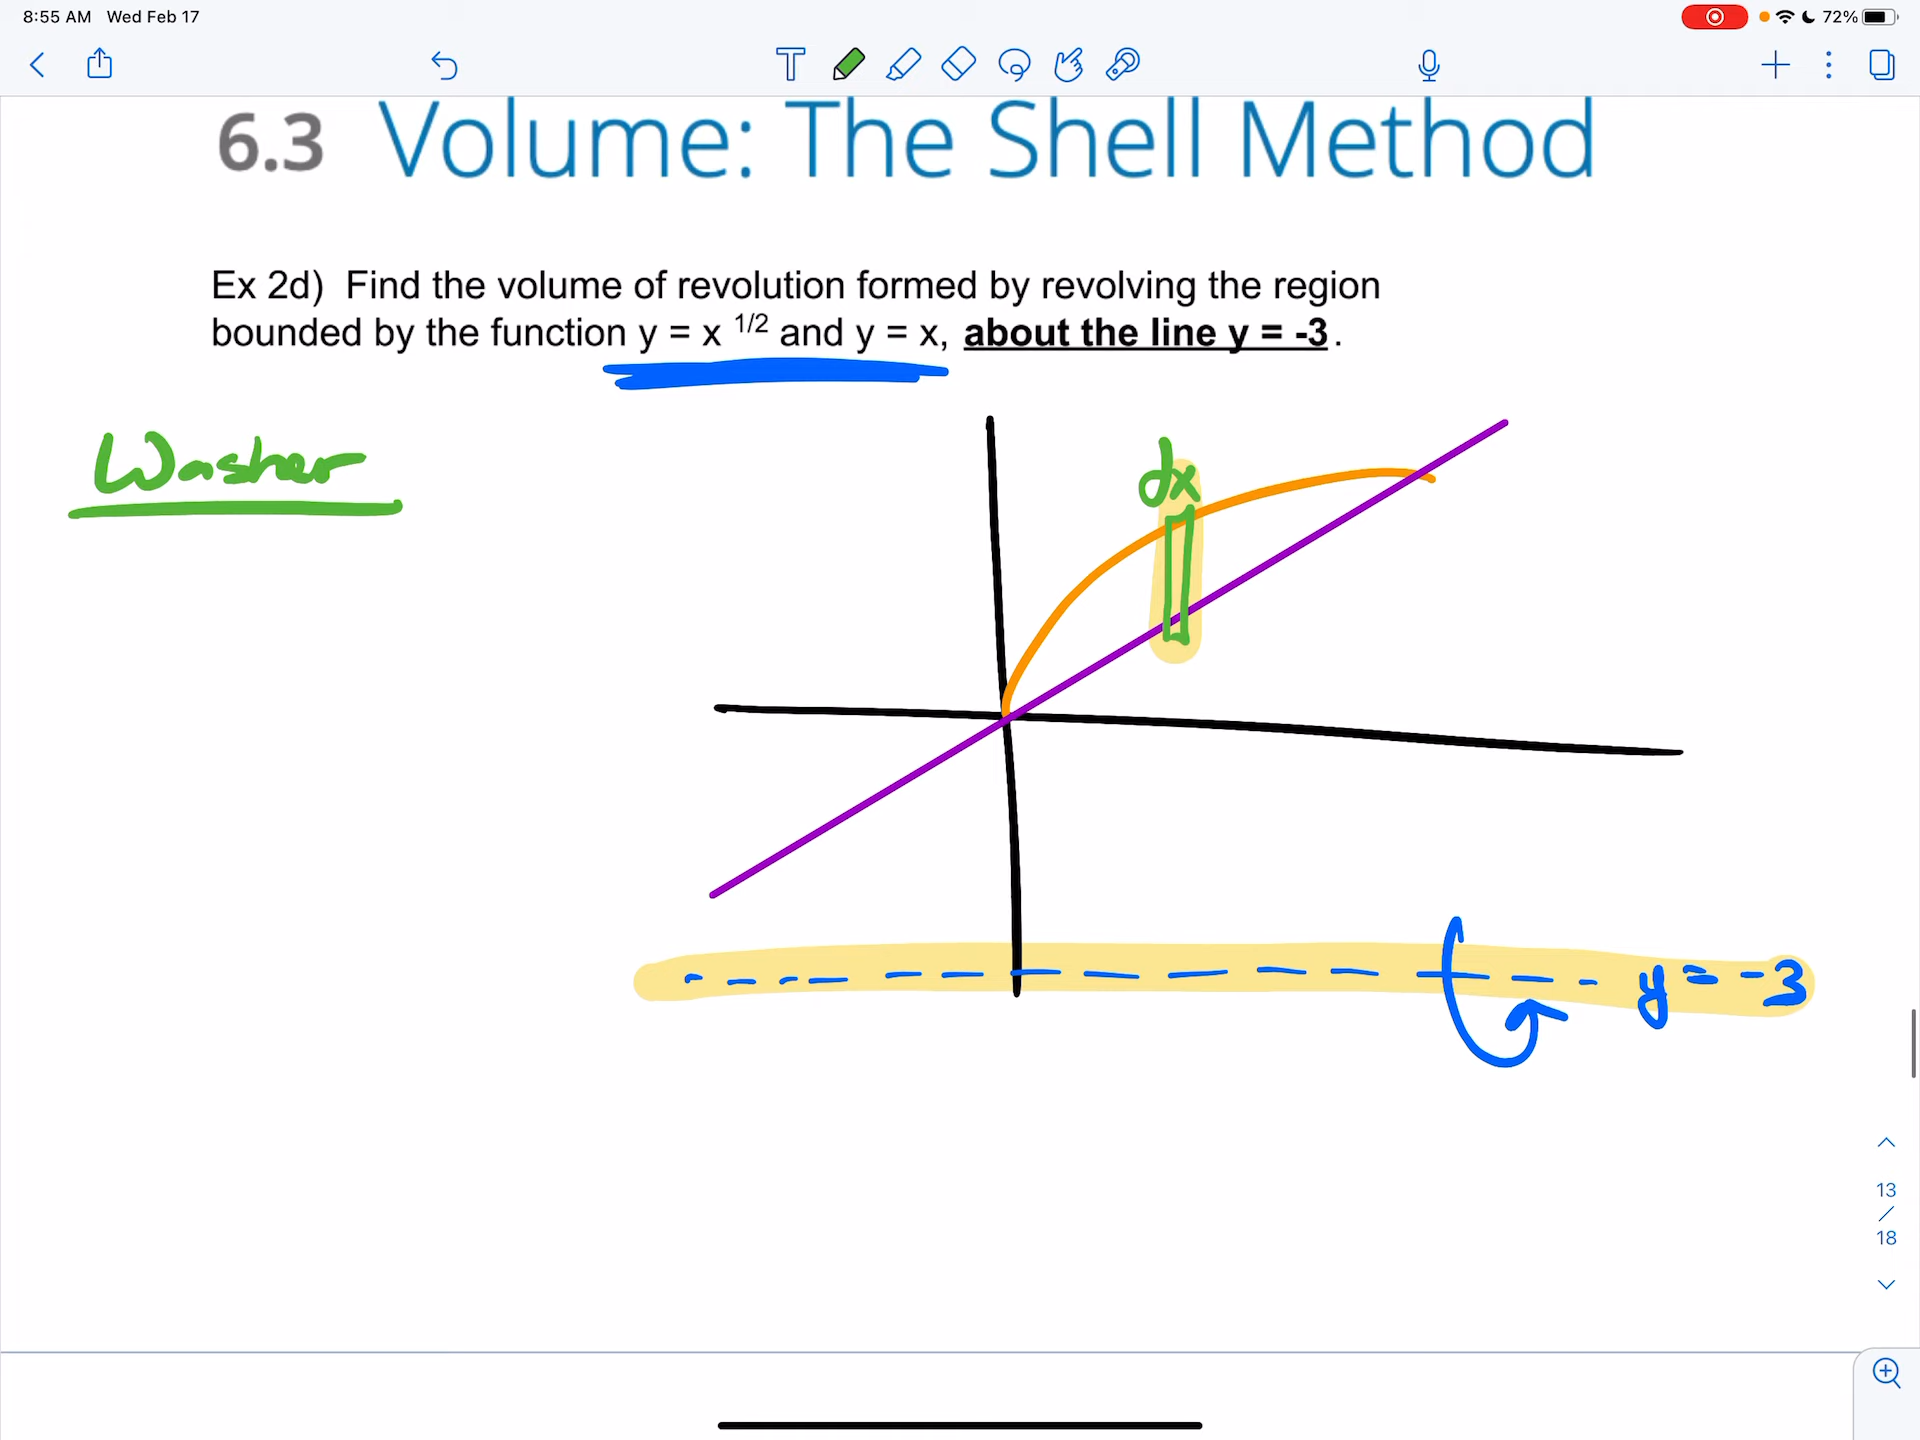 8:55 AM Wed Feb 17
72%
T
6.3 Volume: The Shell Method
Ex 2d) Find the volume of revolution formed by revolving the region
bounded by the function y = x 1/2 and y = x, about the line y = -3.
Washer
dx
y = -3
13
/
18